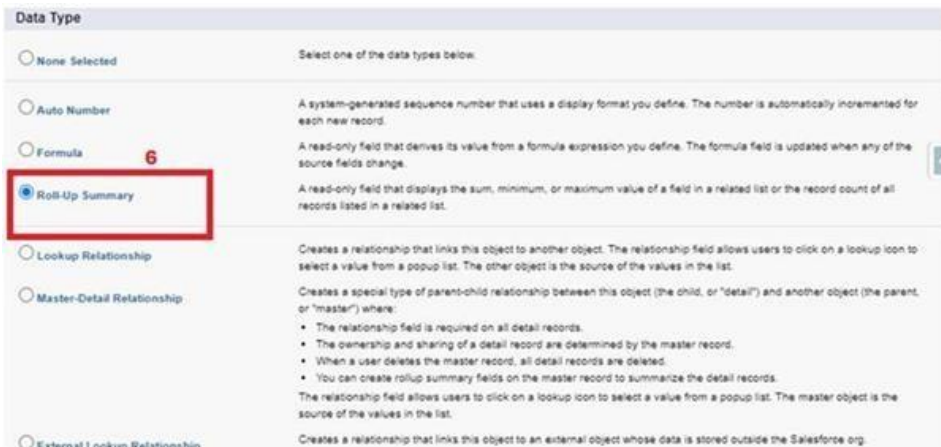 Data Type
None Selected
Select one of the data types below.
Auto Number
A system-generated sequence number that uses a display format you define. The number is automatically incremented for
each new record.
Formula
A read-only field that derives its value from a formula expression you define. The formula field is updated when any of the
source fields change.
6
Roll-Up Summary
A read-only field that displays the sum, minimum, or maximum value of a field in a related list or the record count of all
records listed in a related list.
Lookup Relationship
Creates a relationship that links this object to another object. The relationship field allows users to click on a lookup icon to
select a value from a popup list. The other object is the source of the values in the list.
Master-Detail Relationship
Creates a special type of parent-child relationship between this object (the child, or "detail") and another object (the parent,
or "master") where:
• The relationship field is required on all detail records.
• The ownership and sharing of a detail record are determined by the master record.
• When a user deletes the master record, all detail records are deleted.
• You can create rollup summary fields on the master record to summarize the detail records.
The relationship field allows users to click on a lookup icon to select a value from a popup list. The master object is the
source of the values in the list.
External Lookup Relationship
Creates a relationship that links this object to an external object whose data is stored outside the Salesforce org.